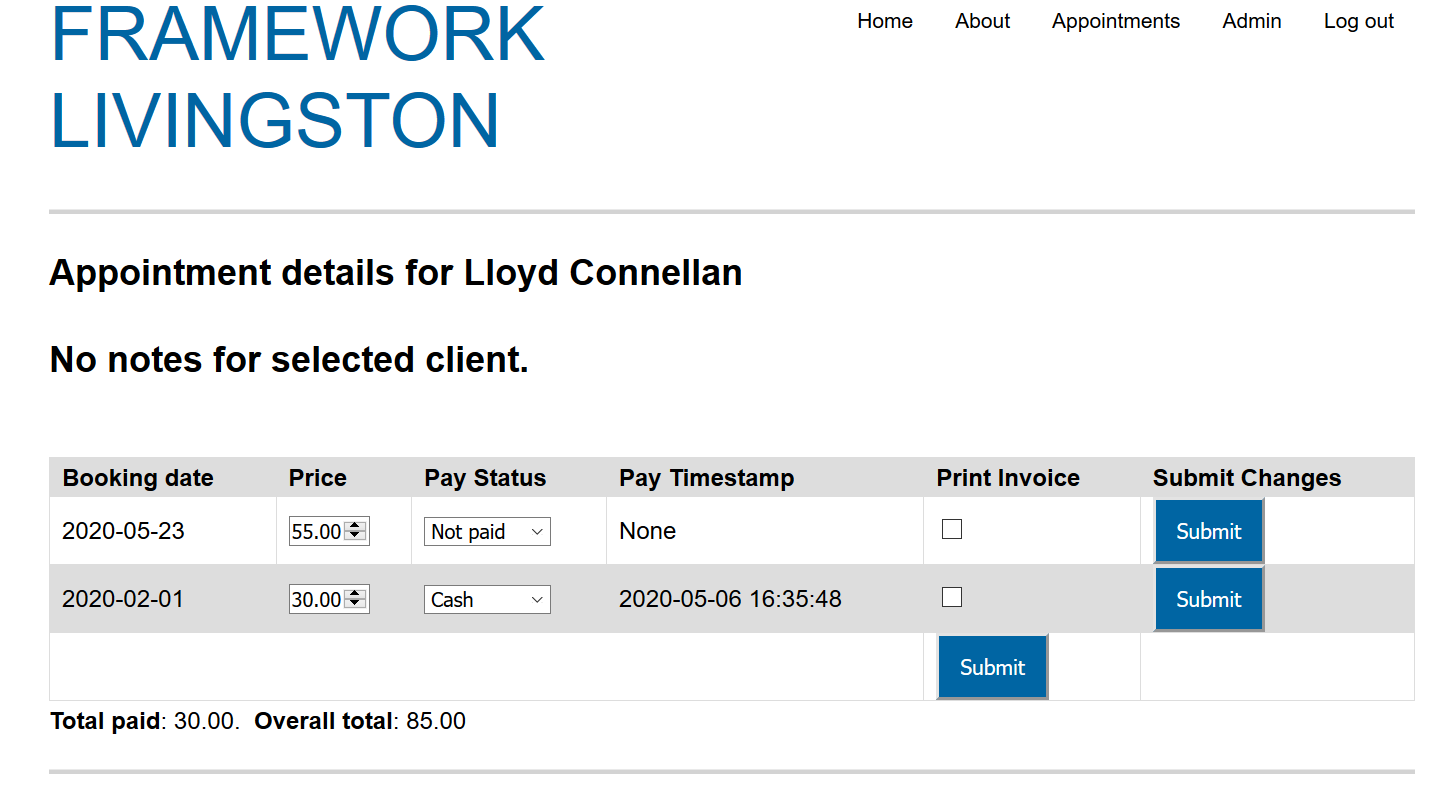 FRAMEWORK
LIVINGSTON
Home About Appointments Admin Log out
Appointment details for Lloyd Connellan
No notes for selected client.
Booking date Price Pay Status Pay Timestamp Print Invoice Submit Changes
2020-05-23 55.00 Not paid None Submit
2020-02-01 30.00 Cash 2020-05-06 16:35:48 Submit
Submit
Total paid: 30.00. Overall total: 85.00